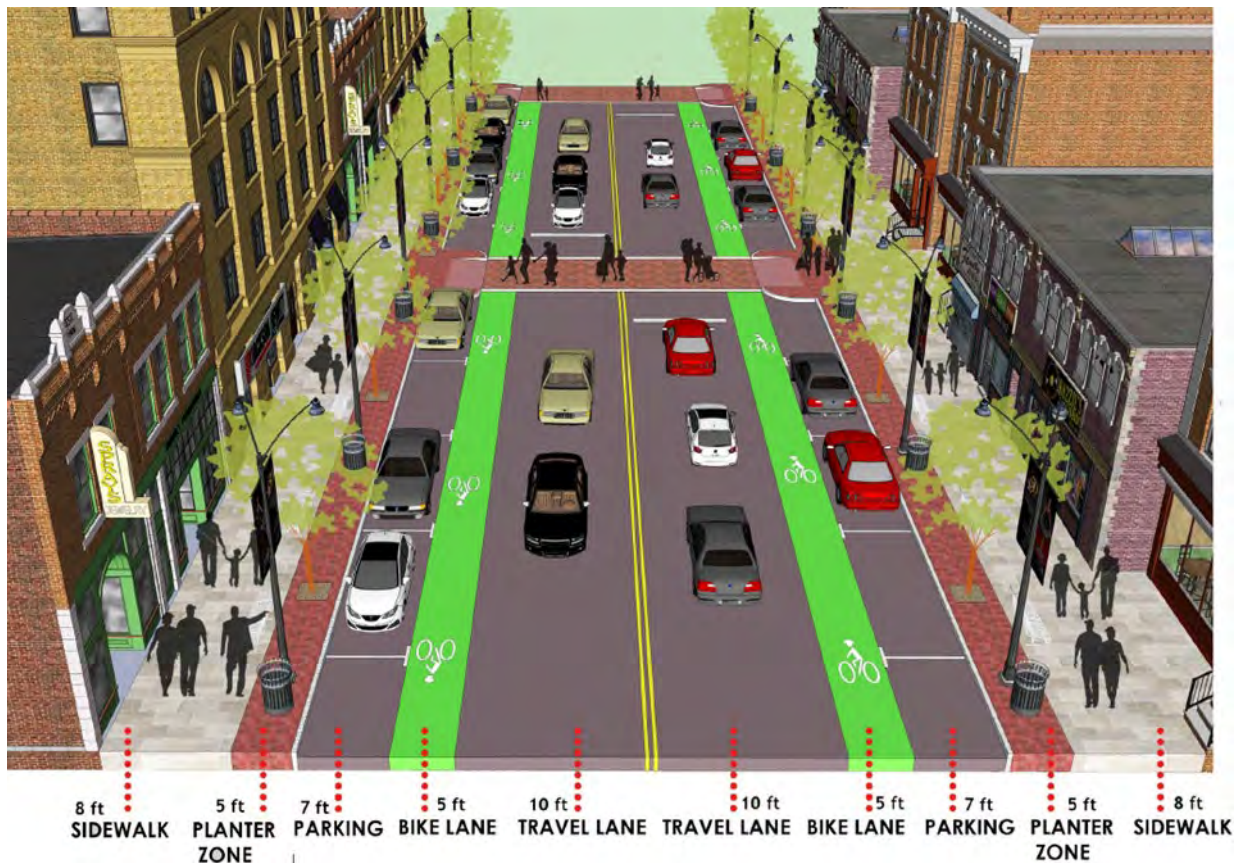 8 ft 5 ft 7 ft 5 ft 10 ft 10 ft 5 ft 7 ft 5 ft 8 ft
SIDEWALK PLANTER PARKING BIKE LANE TRAVEL LANE TRAVEL LANE BIKE LANE PARKING PLANTER SIDEWALK
ZONE ZONE